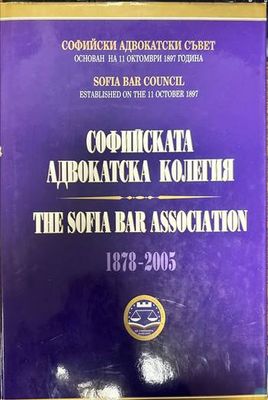 СОФИЙСКИ АДВОКАТСКИ СЪВЕТ
ОСНОВАН НА 11 ОКТОМВРИ 1897 ГОДИНА
SOFIA BAR COUNCIL
ESTABLISHED ON THE 11 OCTOBER 1897
СОФИЙСКАТА
АДВОКАТСКА КОЛЕГИЯ
THE SOFIA BAR ASSOCIATION
1878-2005